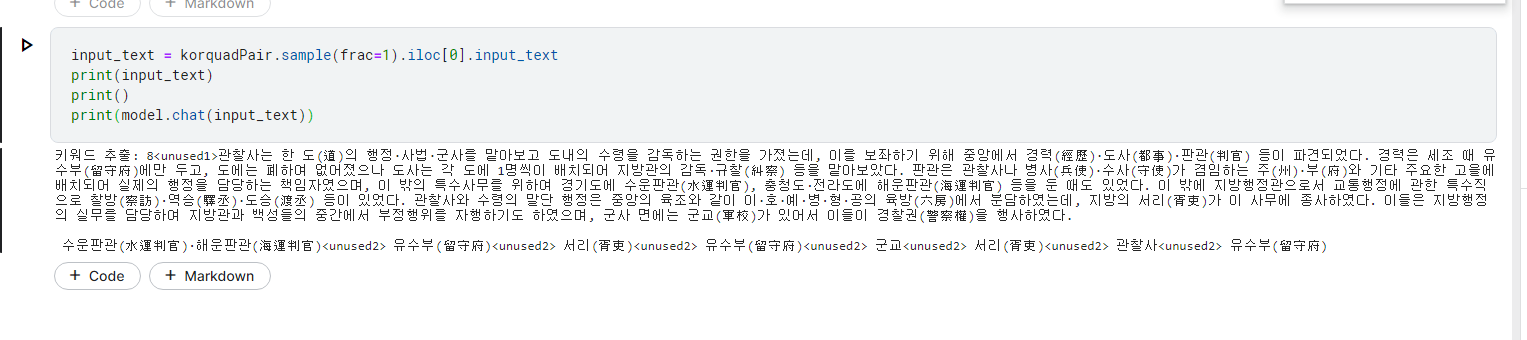 + Code + Markdown
input_text = korquadPair.sample(frac=1).iloc[0].input_text
print(input_text)
print()
print(model.chat(input_text))
키워드 추출: 8<unused1>관찰사는 한 도(道)의 행정·사법·군사를 맡아보고 도내의 수령을 감독하는 권한을 가졌는데, 이를 보좌하기 위해 중앙에서 경력(經歷)·도사(都事)·판관(判官) 등이 파견되었다. 경력은 세조 때 유
수부(留守府)에만 두고, 도에는 폐하여 없어졌으나 도사는 각 도에 1명씩이 배치되어 지방관의 감독·규찰(糾察) 등을 맡아보았다. 판관은 관찰사나 병사(兵使)·수사(守使)가 겸임하는 주(州)·부(府)와 기타 주요한 고을에
배치되어 실제의 행정을 담당하는 책임자였으며, 이 밖의 특수사무를 위하여 경기도에 수운판관(水運判官), 충청도·전라도에 해운판관(海運判官) 등을 둔 때도 있었다. 이 밖에 지방행정관으로서 교통행정에 관한 특수직
으로 찰방(察訪)·역승(驛丞)·도승(渡丞) 등이 있었다. 관찰사와 수령의 말단 행정은 중앙의 육조와 같이 이·호·예·병·형·공의 육방(六房)에서 분담하였는데, 지방의 서리(胥吏)가 이 사무에 종사하였다. 이들은 지방행정
의 실무를 담당하여 지방관과 백성들의 중간에서 부정행위를 자행하기도 하였으며, 군사 면에는 군교(軍校)가 있어서 이들이 경찰권(警察權)을 행사하였다.
수운판관(水運判官)·해운판관(海運判官)<unused2> 유수부(留守府)<unused2> 서리(胥吏)<unused2> 유수부(留守府)<unused2> 군교<unused2> 서리(胥吏)<unused2> 관찰사<unused2> 유수부(留守府)
+ Code + Markdown